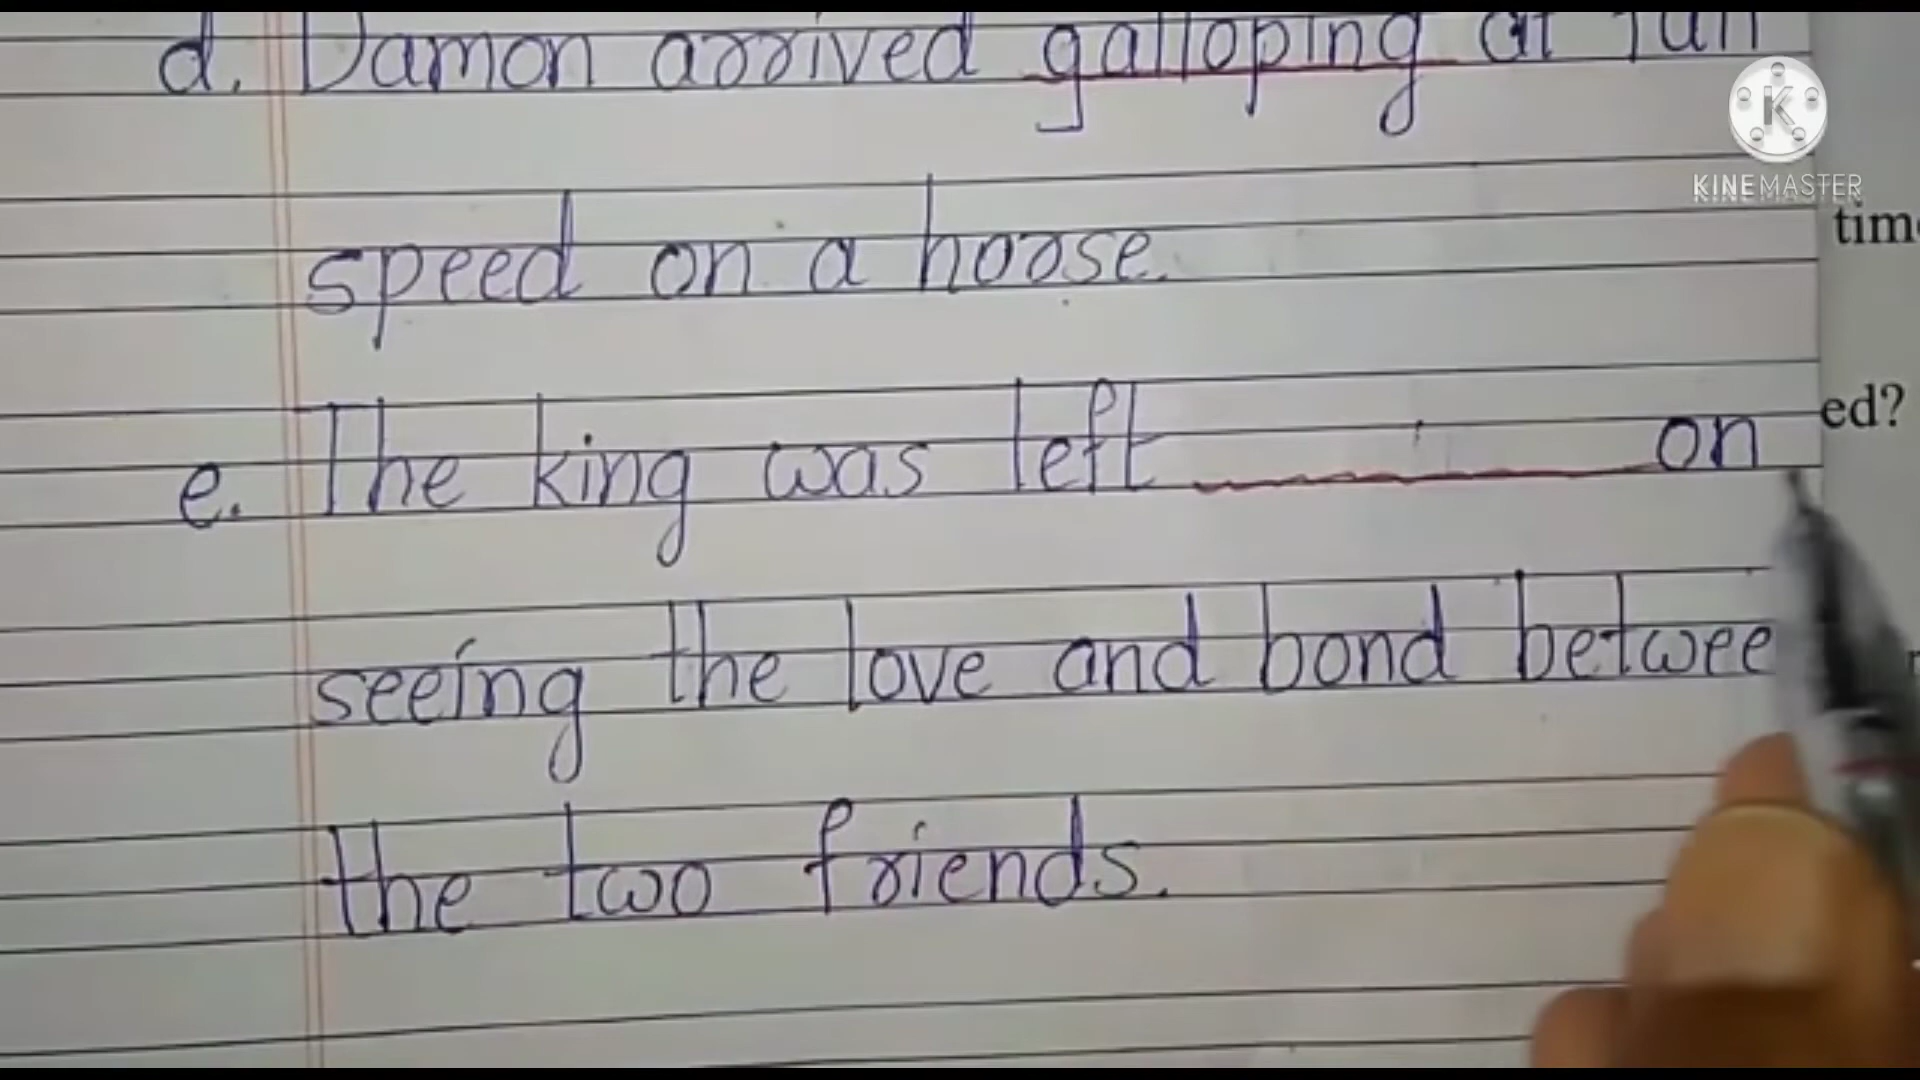 d. Damon arrived galloping at full
KINEMASTER
speed on a horse.
time
e. The king was left ________ on
ed?
seeing the love and bond betwee
the two friends.